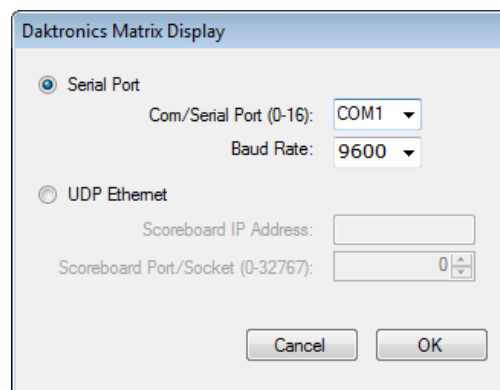 Daktronics Matrix Display
Serial Port
Com/Serial Port (0-16): COM1
Baud Rate: 9600
UDP Ethernet
Scoreboard IP Address:
Scoreboard Port/Socket (0-32767): 0
Cancel OK